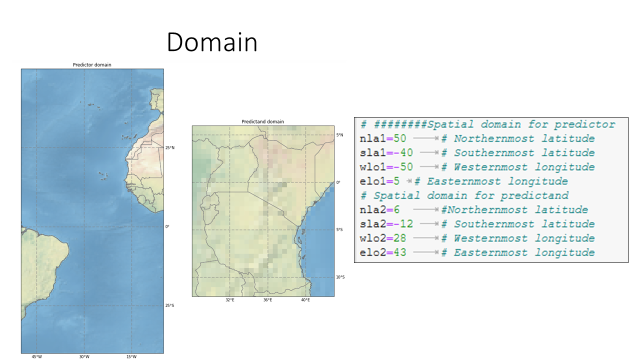 Domain
Predictor domain
25°N
0°
25°S
45°W
30°W
15°W
Predictand domain
5°N
0°
5°S
10°S
32°E
36°E
40°E
# ########Spatial domain for predictor
nla1=50 # Northernmost latitude
sla1=-40 # Southernmost latitude
wlo1=-50 # Westernmost longitude
elo1=5 # Easternmost longitude
# Spatial domain for predictand
nla2=6 #Northernmost latitude
sla2=-12 # Southernmost latitude
wlo2=28 # Westernmost longitude
elo2=43 # Easternmost longitude